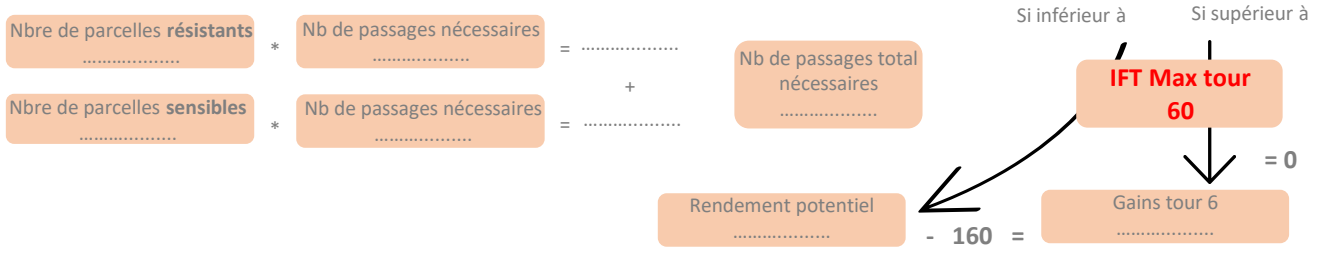 Si inférieur à
Si supérieur à
Nbre de parcelles résistants
...................
*
Nb de passages nécessaires
...................
= ...................
+
Nbre de parcelles sensibles
...................
*
Nb de passages nécessaires
...................
= ...................
Nb de passages total
nécessaires
...................
IFT Max tour
60
= 0
Rendement potentiel
...................
- 160 =
Gains tour 6
...................